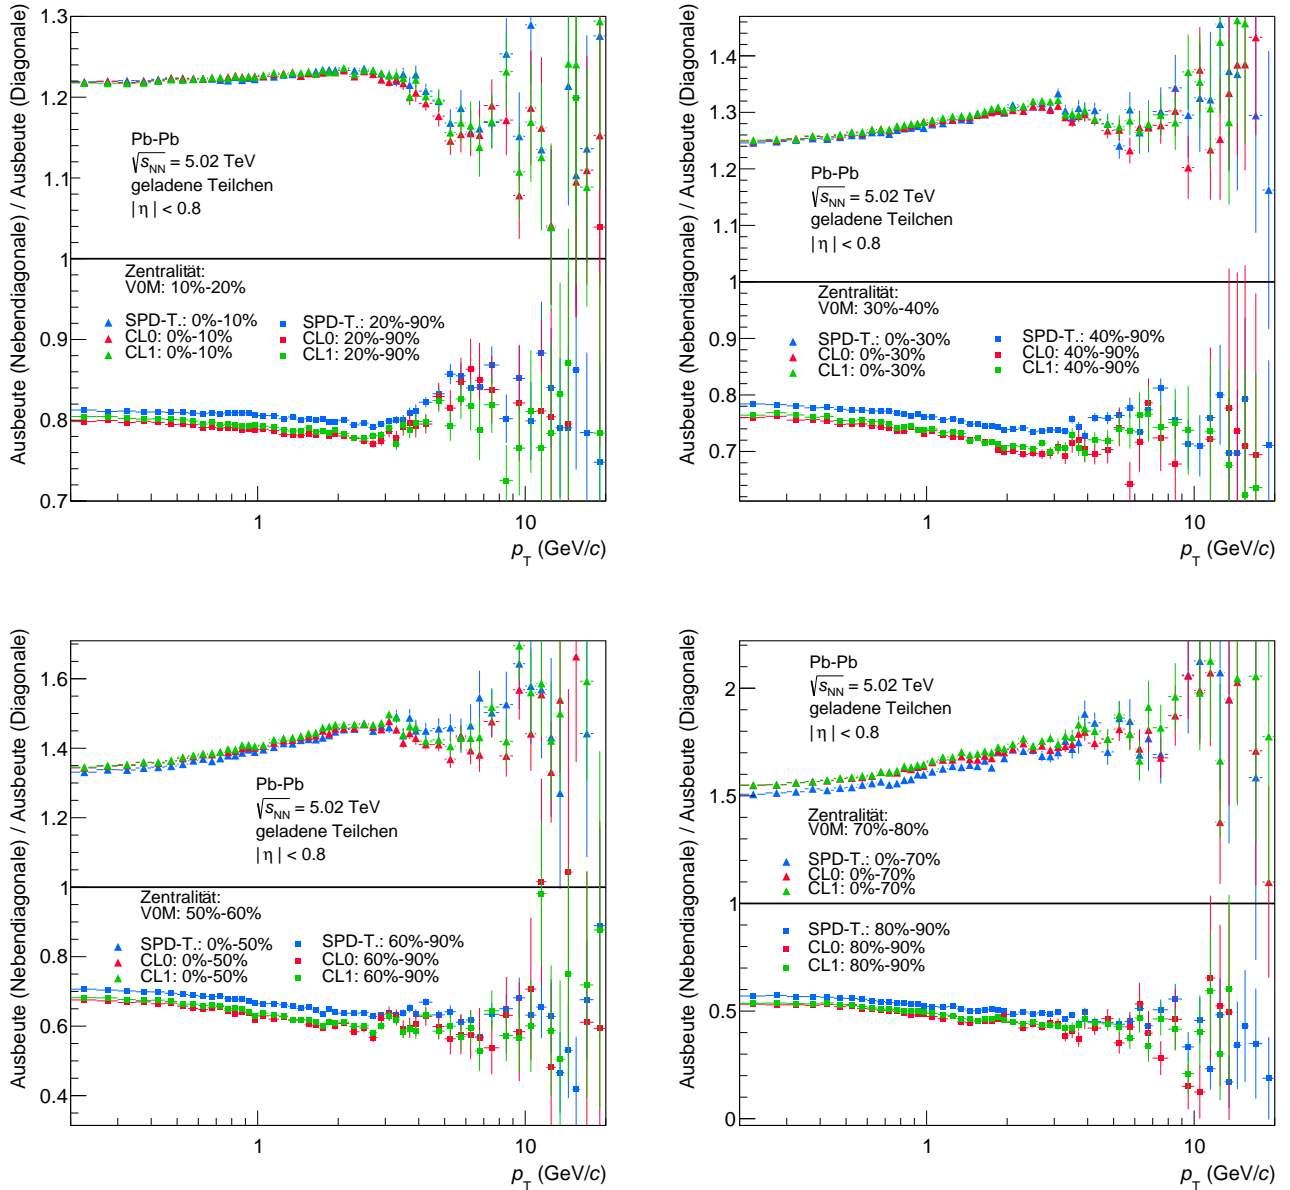 Ausbeute (Nebendiagonale) / Ausbeute (Diagonale)
1.3
1.2
1.1
1
0.9
0.8
0.7
Pb-Pb
√sNN = 5.02 TeV
geladene Teilchen
| η | < 0.8
Zentralität:
V0M: 10%-20%
SPD-T.: 0%-10%
CL0: 0%-10%
CL1: 0%-10%
SPD-T.: 20%-90%
CL0: 20%-90%
CL1: 20%-90%
1
10
pT (GeV/c)
Ausbeute (Nebendiagonale) / Ausbeute (Diagonale)
1.4
1.3
1.2
1.1
1
0.9
0.8
0.7
Pb-Pb
√sNN = 5.02 TeV
geladene Teilchen
| η | < 0.8
Zentralität:
V0M: 30%-40%
SPD-T.: 0%-30%
CL0: 0%-30%
CL1: 0%-30%
SPD-T.: 40%-90%
CL0: 40%-90%
CL1: 40%-90%
1
10
pT (GeV/c)
Ausbeute (Nebendiagonale) / Ausbeute (Diagonale)
1.6
1.4
1.2
1
0.8
0.6
0.4
Pb-Pb
√sNN = 5.02 TeV
geladene Teilchen
| η | < 0.8
Zentralität:
V0M: 50%-60%
SPD-T.: 0%-50%
CL0: 0%-50%
CL1: 0%-50%
SPD-T.: 60%-90%
CL0: 60%-90%
CL1: 60%-90%
1
10
pT (GeV/c)
Ausbeute (Nebendiagonale) / Ausbeute (Diagonale)
2
1.5
1
0.5
0
Pb-Pb
√sNN = 5.02 TeV
geladene Teilchen
| η | < 0.8
Zentralität:
V0M: 70%-80%
SPD-T.: 0%-70%
CL0: 0%-70%
CL1: 0%-70%
SPD-T.: 80%-90%
CL0: 80%-90%
CL1: 80%-90%
1
10
pT (GeV/c)